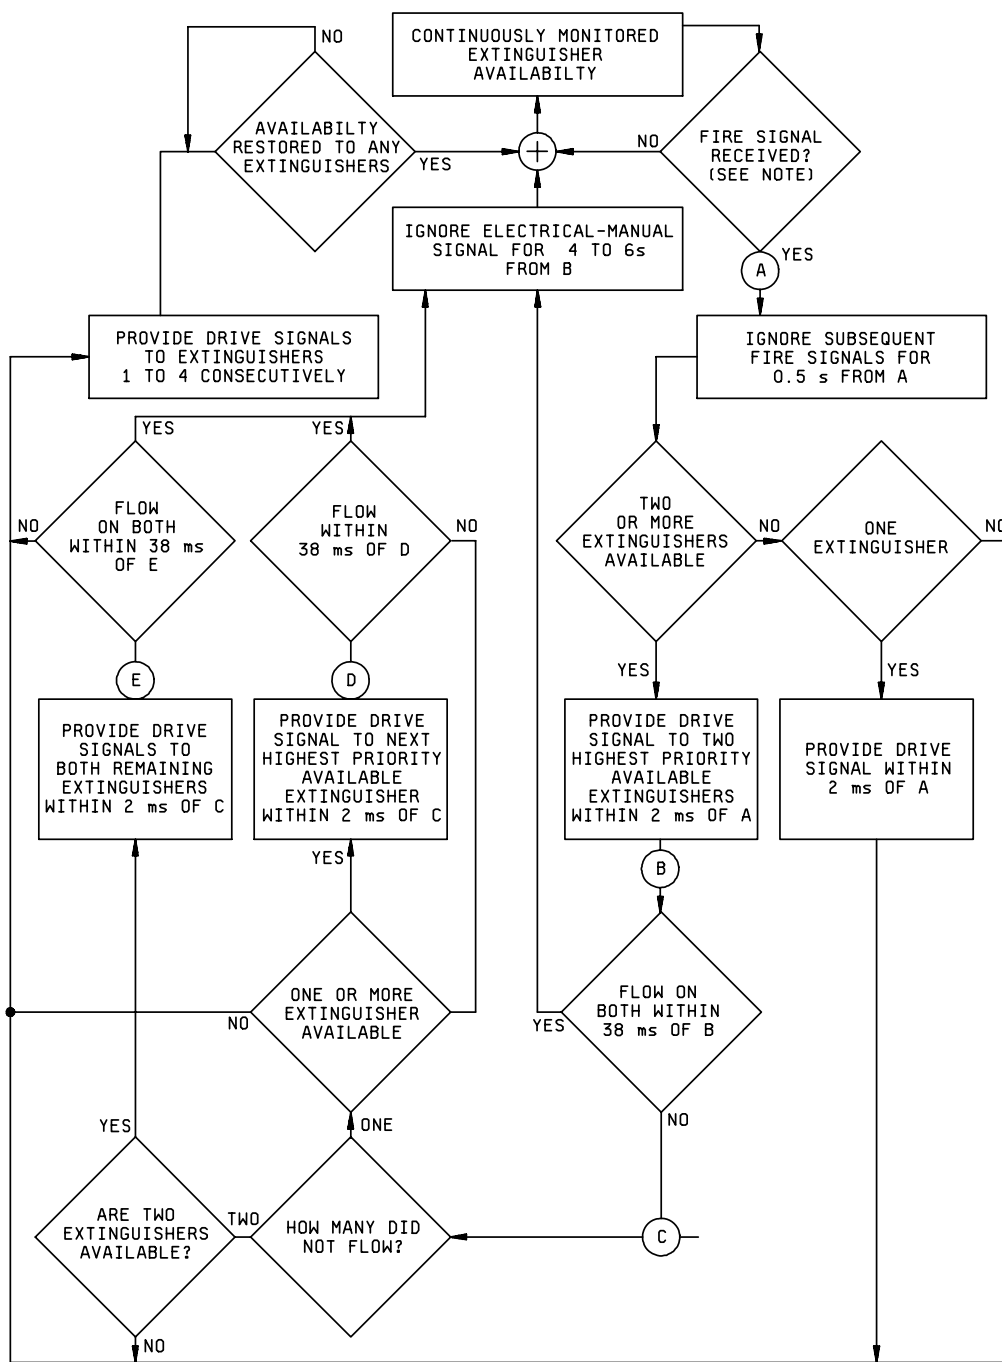 NO
CONTINUOUSLY MONITORED
EXTINGUISHER
AVAILABILTY
AVAILABILTY
RESTORED TO ANY
EXTINGUISHERS
YES
+
NO
FIRE SIGNAL
RECEIVED?
(SEE NOTE)
YES
A
IGNORE ELECTRICAL-MANUAL
SIGNAL FOR 4 TO 6s
FROM B
PROVIDE DRIVE SIGNALS
TO EXTINGUISHERS
1 TO 4 CONSECUTIVELY
IGNORE SUBSEQUENT
FIRE SIGNALS FOR
0.5 s FROM A
YES
YES
NO
FLOW
ON BOTH
WITHIN 38 ms
OF E
FLOW
WITHIN
38 ms OF D
NO
TWO
OR MORE
EXTINGUISHERS
AVAILABLE
NO
ONE
EXTINGUISHER
NO
E
D
YES
YES
PROVIDE DRIVE
SIGNALS TO
BOTH REMAINING
EXTINGUISHERS
WITHIN 2 ms OF C
PROVIDE DRIVE
SIGNAL TO NEXT
HIGHEST PRIORITY
AVAILABLE
EXTINGUISHER
WITHIN 2 ms OF C
PROVIDE DRIVE
SIGNAL TO TWO
HIGHEST PRIORITY
AVAILABLE
EXTINGUISHERS
WITHIN 2 ms OF A
PROVIDE DRIVE
SIGNAL WITHIN
2 ms OF A
YES
B
ONE OR MORE
EXTINGUISHER
AVAILABLE
NO
YES
FLOW ON
BOTH WITHIN
38 ms OF B
NO
YES
ONE
ARE TWO
EXTINGUISHERS
AVAILABLE?
TWO
HOW MANY DID
NOT FLOW?
C
NO